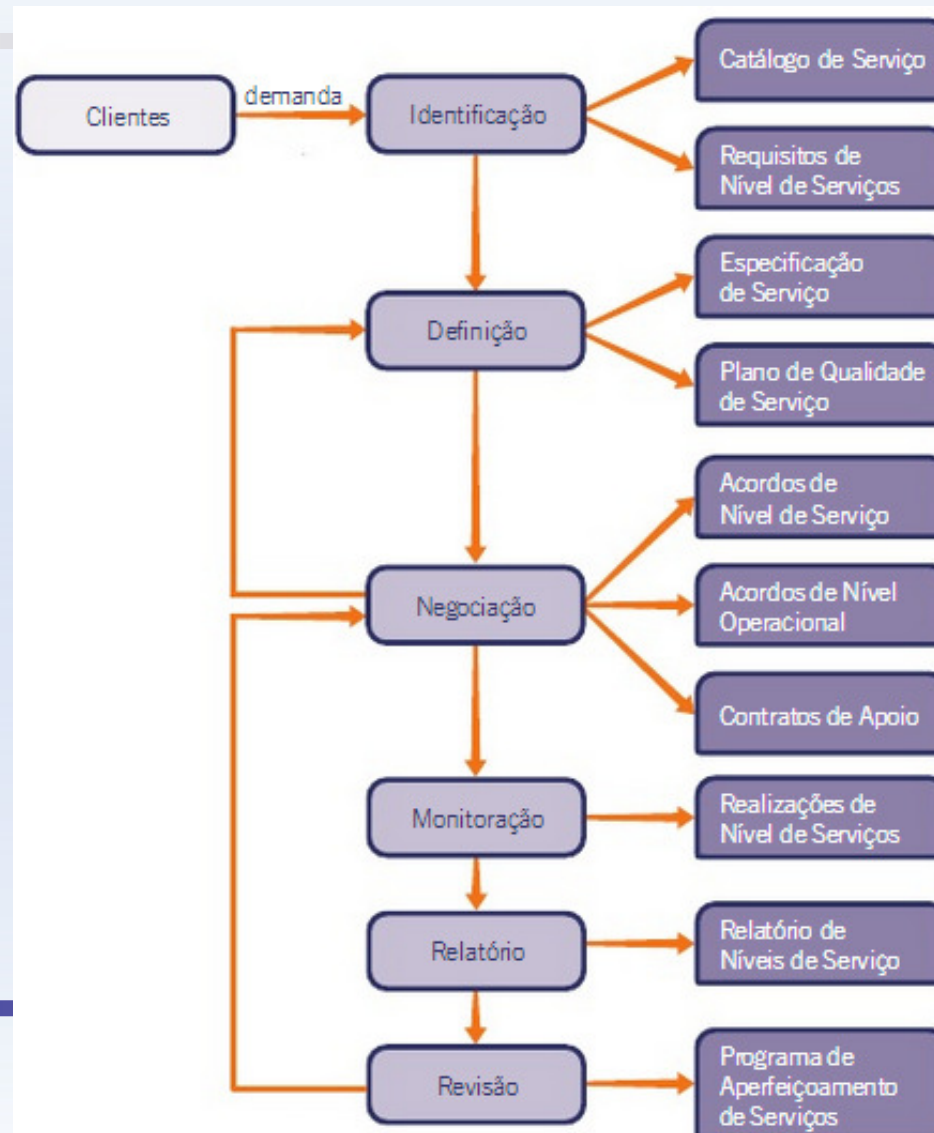 Clientes
demanda
Identificação
Catálogo de Serviço
Requisitos de
Nível de Serviços
Definição
Especificação
de Serviço
Plano de Qualidade
de Serviço
Negociação
Acordos de
Nível de Serviço
Acordos de Nível
Operacional
Contratos de Apoio
Monitoração
Realizações de
Nível de Serviços
Relatório
Relatório de
Níveis de Serviço
Revisão
Programa de
Aperfeiçoamento
de Serviços